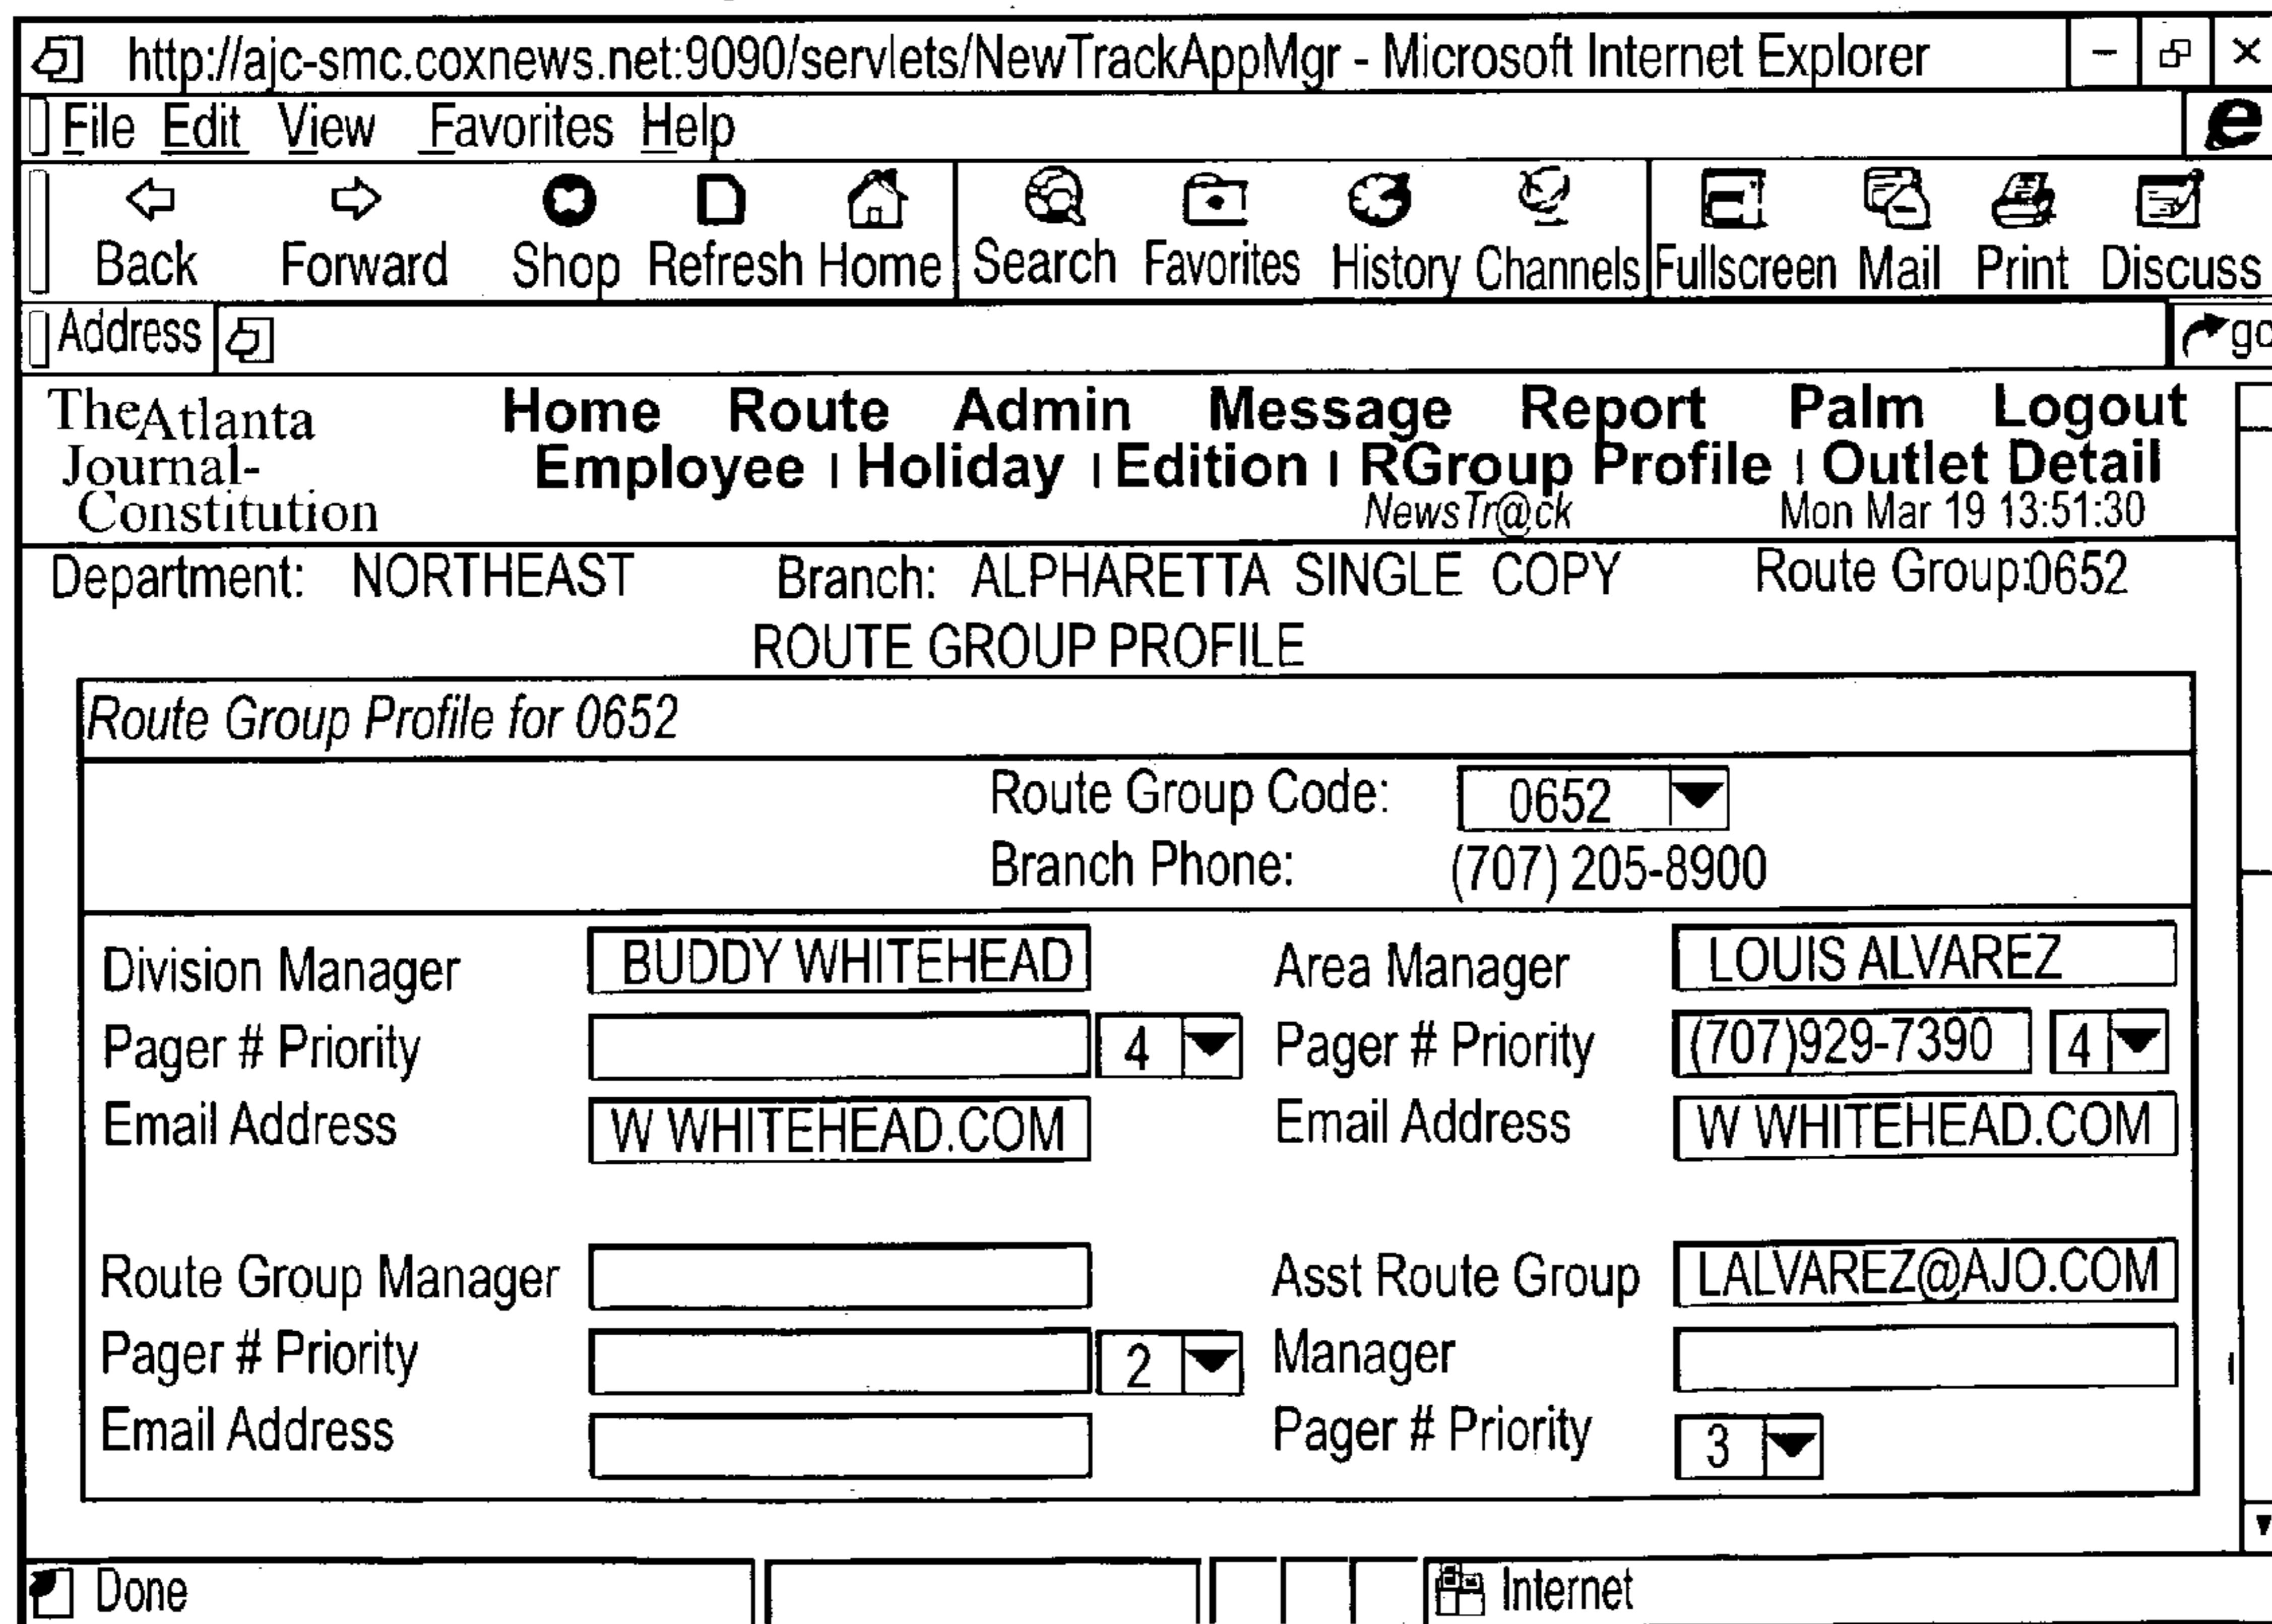 http://ajc-smc.coxnews.net:9090/servlets/NewTrackAppMgr - Microsoft Internet Explorer
File Edit View Favorites Help
Back Forward Shop Refresh Home Search Favorites History Channels Fullscreen Mail Print Discuss
Address go
The Atlanta Journal-Constitution
Home Route Admin Message Report Palm Logout
Employee | Holiday | Edition | RGroup Profile | Outlet Detail
NewsTr@ck Mon Mar 19 13:51:30
Department: NORTHEAST Branch: ALPHARETTA SINGLE COPY Route Group:0652
ROUTE GROUP PROFILE
Route Group Profile for 0652
Route Group Code: 0652
Branch Phone: (707) 205-8900
Division Manager BUDDY WHITEHEAD Area Manager LOUIS ALVAREZ
Pager # Priority 4 Pager # Priority (707)929-7390 4
Email Address W WHITEHEAD.COM Email Address W WHITEHEAD.COM
Route Group Manager Asst Route Group LALVAREZ@AJO.COM
Pager # Priority 2 Manager
Email Address Pager # Priority 3
Done Internet